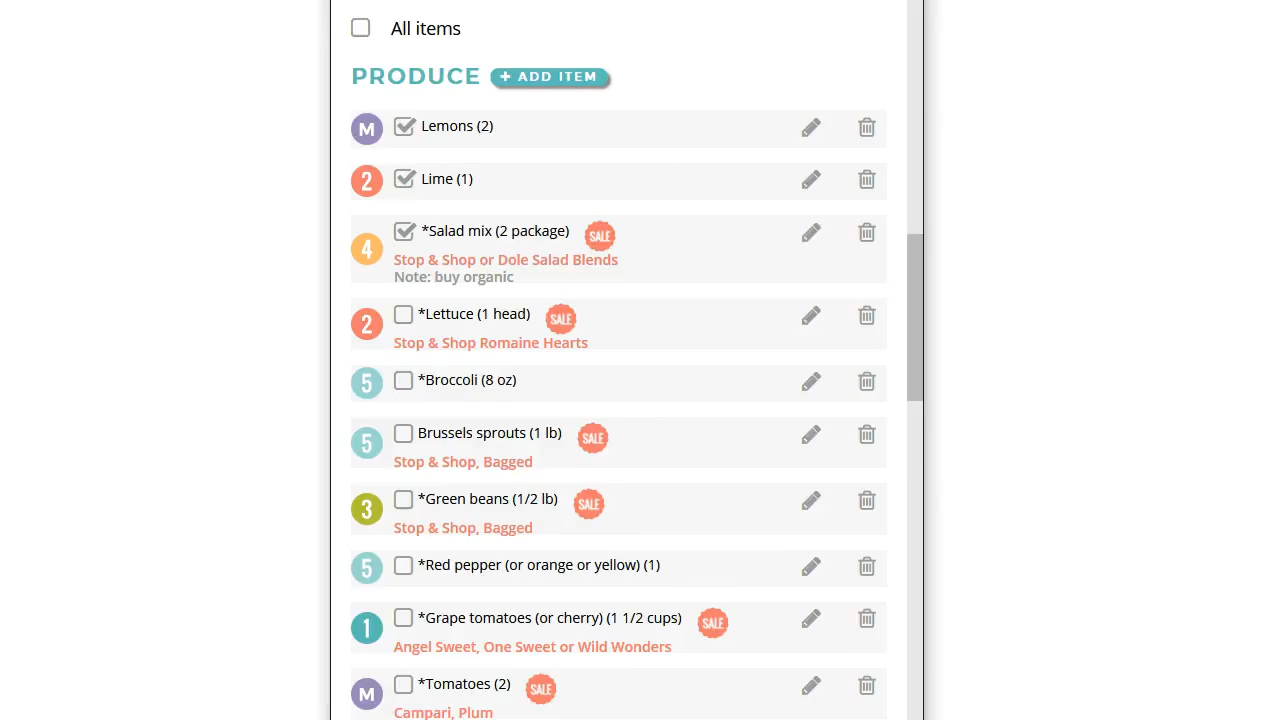 All items
PRODUCE + ADD ITEM
M Lemons (2)
2 Lime (1)
*Salad mix (2 package) SALE
4 Stop & Shop or Dole Salad Blends
Note: buy organic
*Lettuce (1 head) SALE
2 Stop & Shop Romaine Hearts
5 *Broccoli (8 oz)
Brussels sprouts (1 lb) SALE
5 Stop & Shop, Bagged
*Green beans (1/2 lb) SALE
3 Stop & Shop, Bagged
5 *Red pepper (or orange or yellow) (1)
*Grape tomatoes (or cherry) (1 1/2 cups) SALE
1 Angel Sweet, One Sweet or Wild Wonders
M *Tomatoes (2) SALE
Campari, Plum